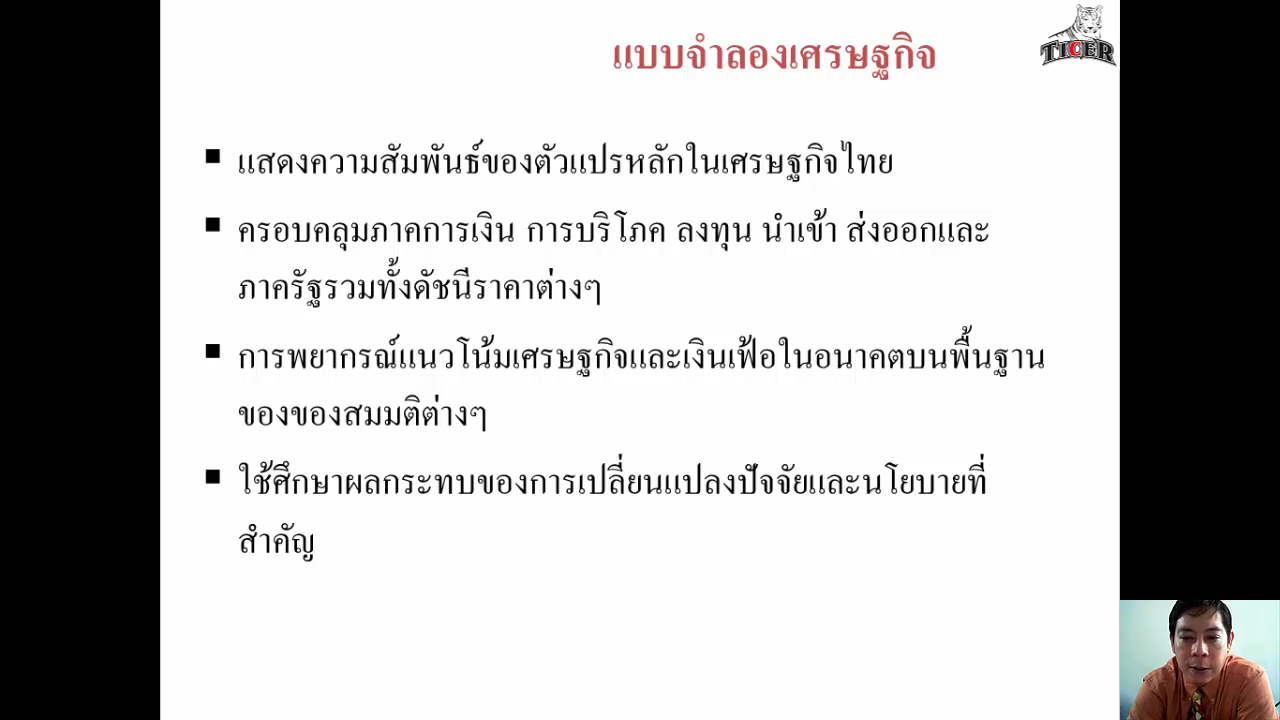 แบบจำลองเศรษฐกิจ
TIGER
▪ แสดงความสัมพันธ์ของตัวแปรหลักในเศรษฐกิจไทย
▪ ครอบคลุมภาคการเงิน การบริโภค ลงทุน นำเข้า ส่งออกและ
ภาครัฐรวมทั้งดัชนีราคาต่างๆ
▪ การพยากรณ์แนวโน้มเศรษฐกิจและเงินเฟ้อในอนาคตบนพื้นฐาน
ของของสมมติต่างๆ
▪ ใช้ศึกษาผลกระทบของการเปลี่ยนแปลงปัจจัยและนโยบายที่
สำคัญ